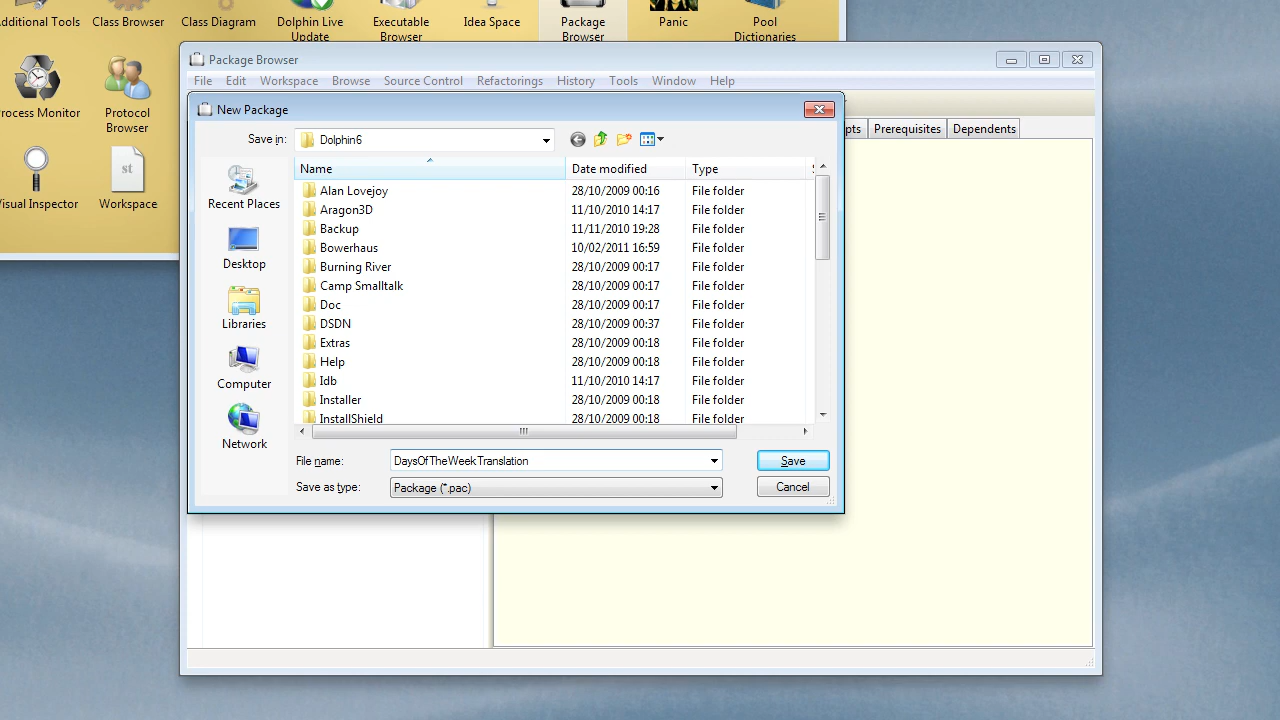 Additional Tools Class Browser Class Diagram Dolphin Live Executable Idea Space Package Panic Pool
Update Browser Browser Dictionaries
Process Monitor Protocol
Browser
Visual Inspector Workspace
st
Package Browser
File Edit Workspace Browse Source Control Refactorings History Tools Window Help
Prerequisites Dependents
New Package
Save in: Dolphin6
Name Date modified Type
Recent Places
Desktop
Libraries
Computer
Network
Alan Lovejoy 28/10/2009 00:16 File folder
Aragon3D 11/10/2010 14:17 File folder
Backup 11/11/2010 19:28 File folder
Bowerhaus 10/02/2011 16:59 File folder
Burning River 28/10/2009 00:17 File folder
Camp Smalltalk 28/10/2009 00:17 File folder
Doc 28/10/2009 00:17 File folder
DSDN 28/10/2009 00:37 File folder
Extras 28/10/2009 00:18 File folder
Help 28/10/2009 00:18 File folder
Idb 11/10/2010 14:17 File folder
Installer 28/10/2009 00:18 File folder
InstallShield 28/10/2009 00:18 File folder
File name: DaysOfTheWeekTranslation Save
Save as type: Package (*.pac) Cancel